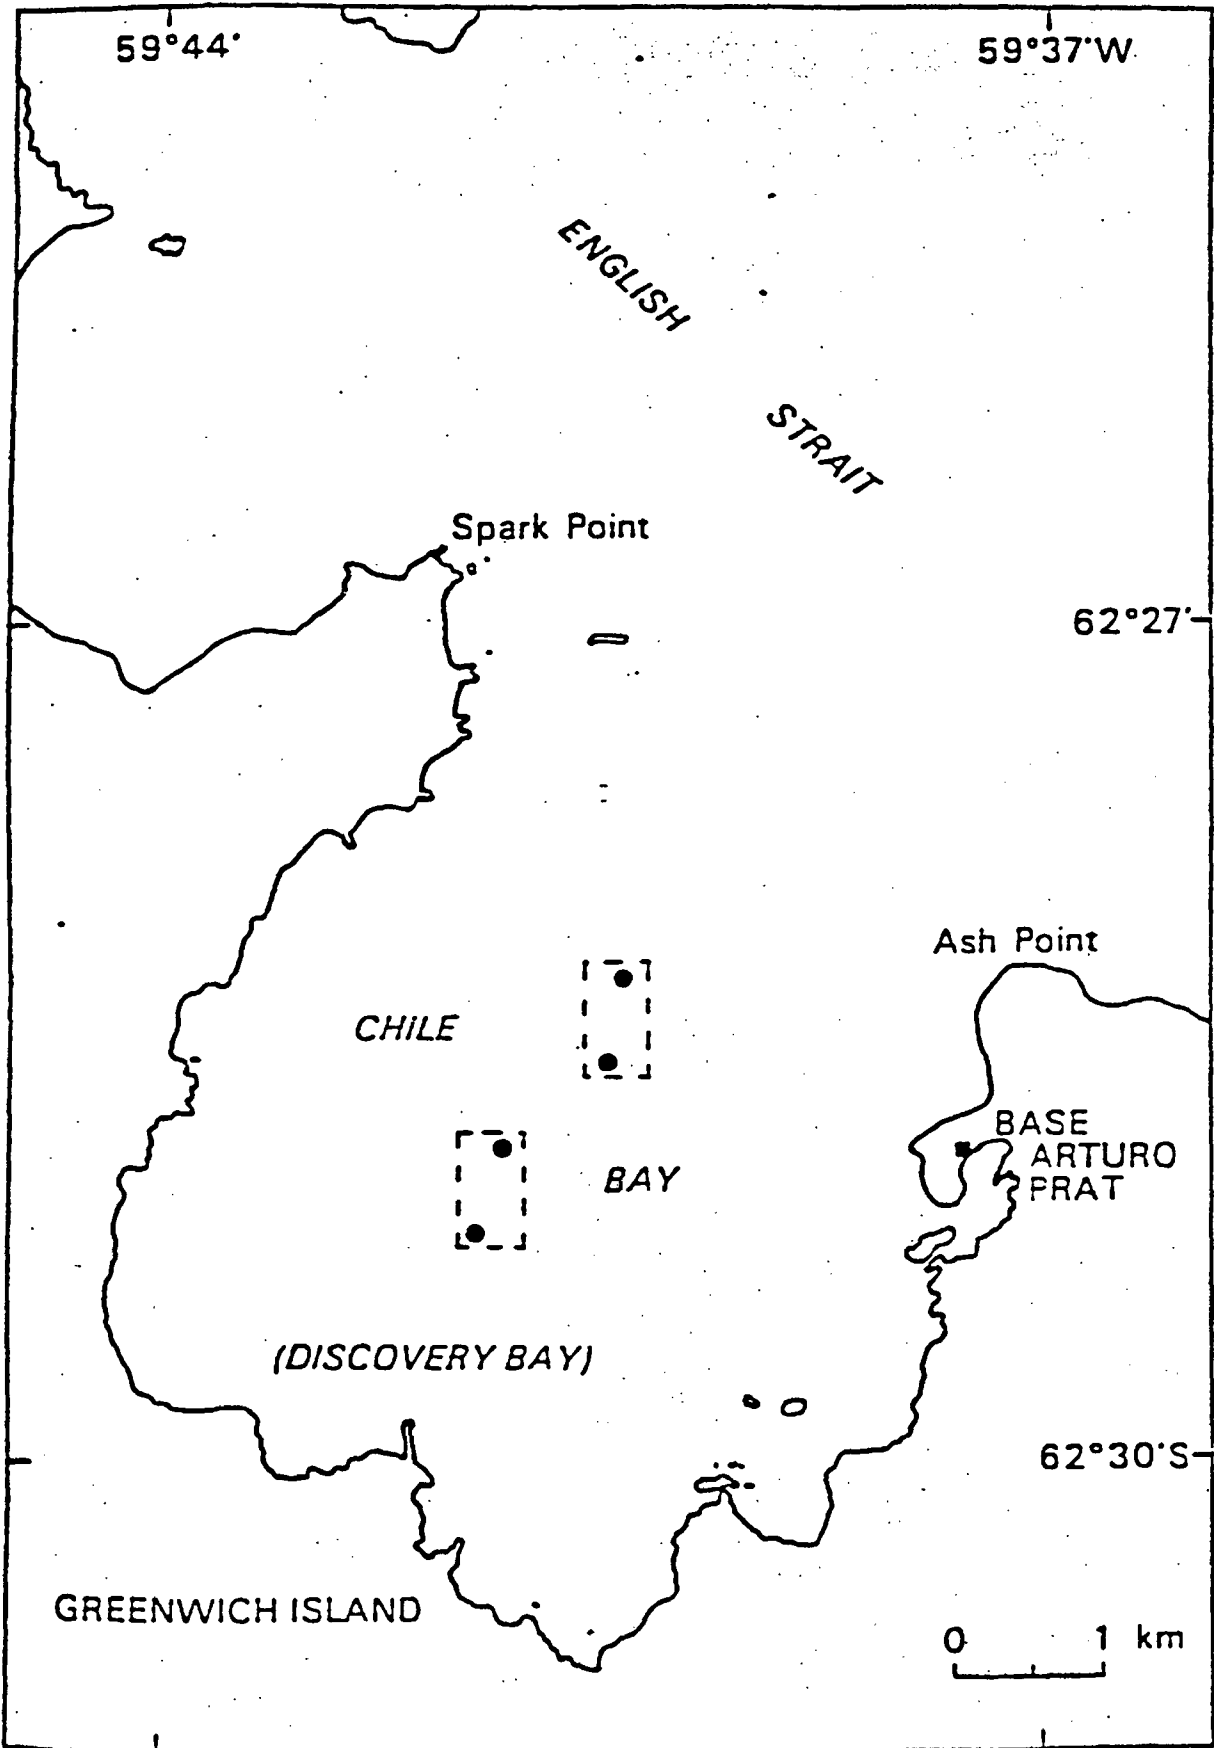 59°44'
59°37'W
ENGLISH
STRAIT
Spark Point
62°27'
Ash Point
CHILE
BASE
ARTURO
PRAT
BAY
(DISCOVERY BAY)
62°30'S
GREENWICH ISLAND
0 1 km